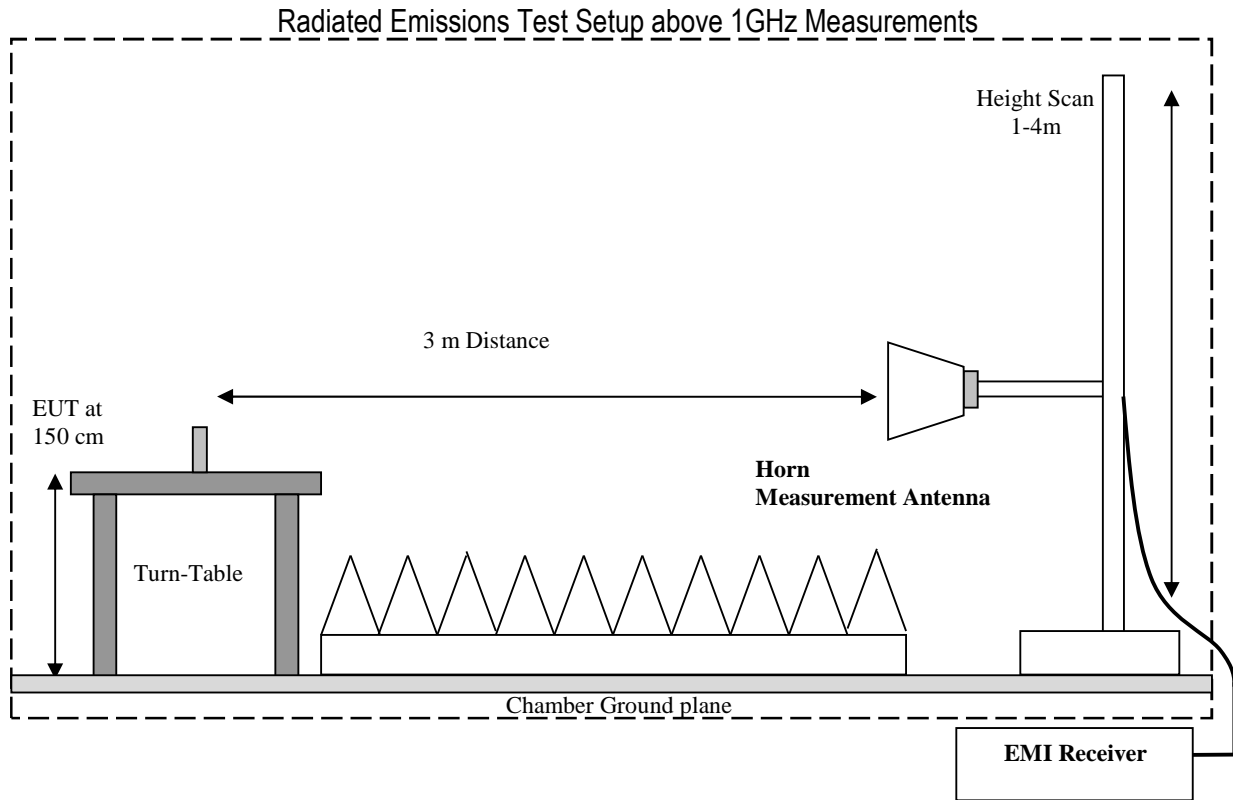 Radiated Emissions Test Setup above 1GHz Measurements
Height Scan
1-4m
3 m Distance
EUT at
150 cm
Horn
Measurement Antenna
Turn-Table
Chamber Ground plane
EMI Receiver